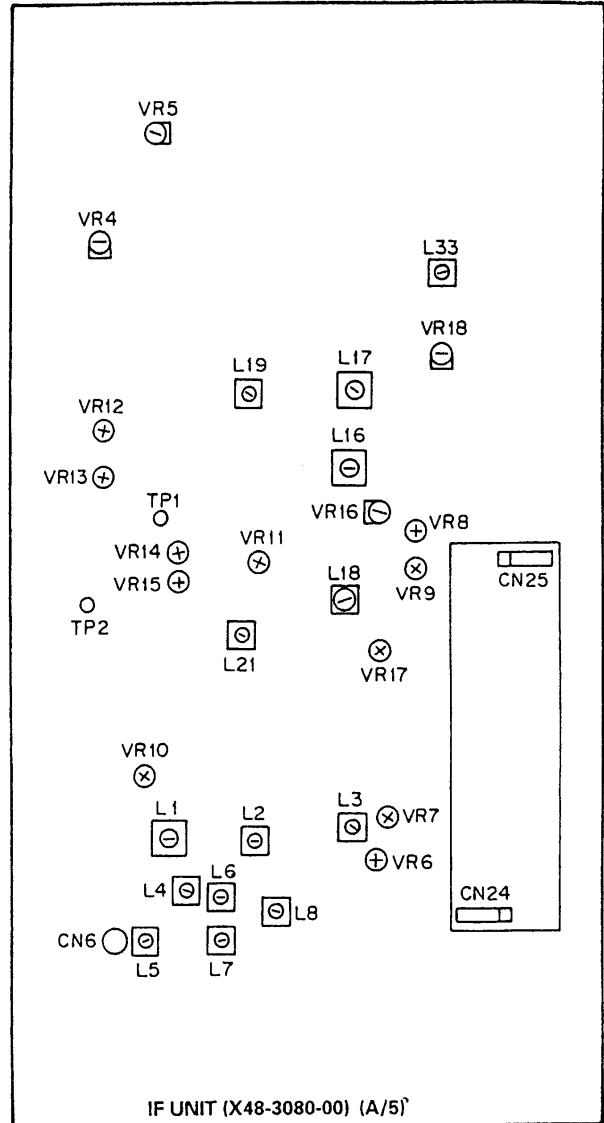 VR5
VR4
L33
VR18
L19
L17
VR12
L16
VR13
TP1
VR16
VR8
VR14
VR11
VR15
L18
VR9
CN25
TP2
L21
VR17
VR10
L1
L2
L3
VR7
L6
VR6
L4
L8
CN24
CN6
L5
L7
IF UNIT (X48-3080-00) (A/5)